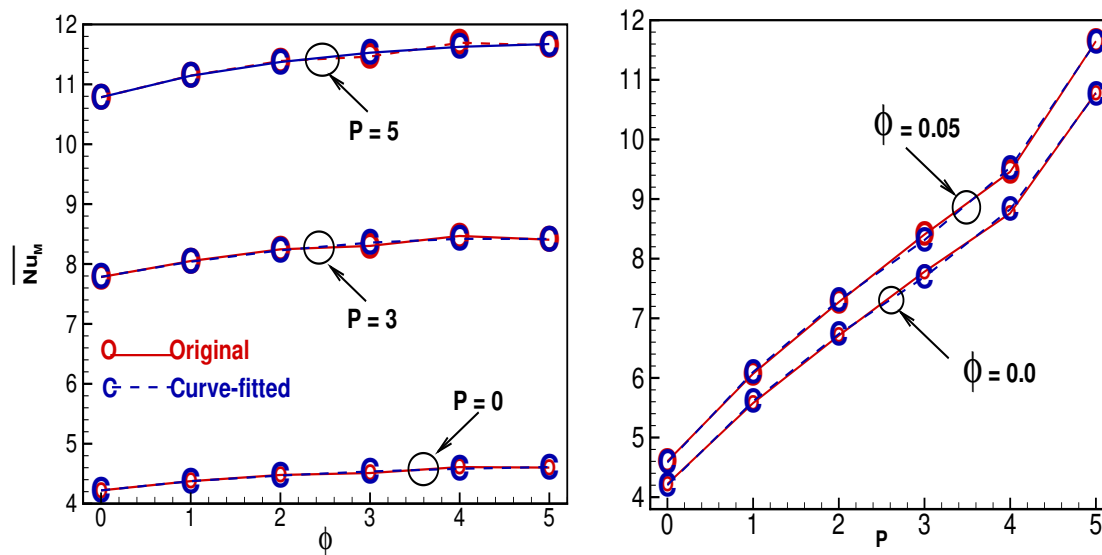 12
11
10
9
8
7
6
5
4
Nu_M
P = 5
P = 3
Original
Curve-fitted
P = 0
0 1 2 3 4 5
ϕ
12
11
10
9
8
7
6
5
4
ϕ = 0.05
ϕ = 0.0
0 1 2 3 4 5
P